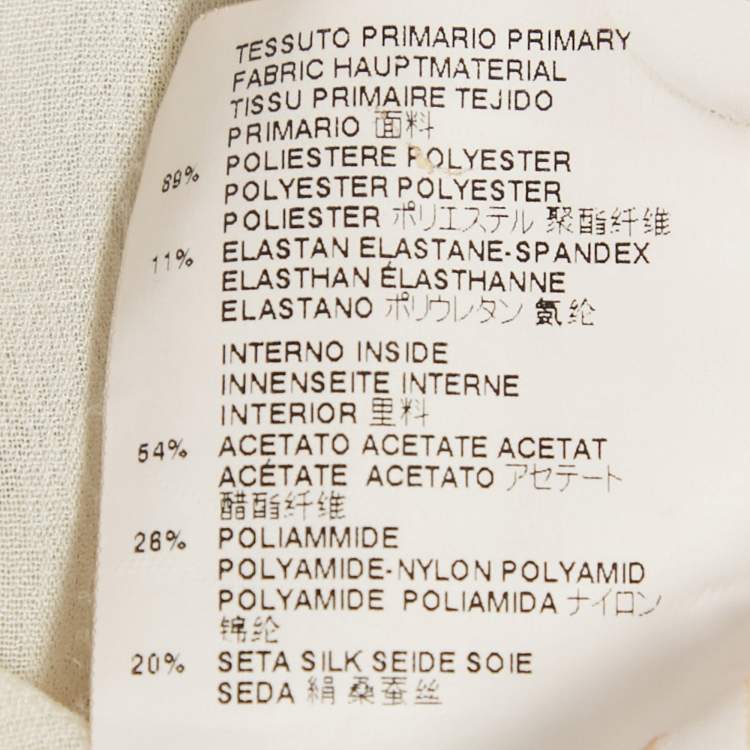 TESSUTO PRIMARIO PRIMARY
FABRIC HAUPTMATERIAL
TISSU PRIMAIRE TEJIDO
PRIMARIO 面料
89% POLIESTERE POLYESTER
POLYESTER POLYESTER
POLIESTER ポリエステル 聚酯纤维
11% ELASTAN ELASTANE-SPANDEX
ELASTHAN ÉLASTHANNE
ELASTANO ポリウレタン 氨纶
INTERNO INSIDE
INNENSEITE INTERNE
INTERIOR 里料
54% ACETATO ACETATE ACETAT
ACÉTATE ACETATO アセテート
醋酯纤维
26% POLIAMMIDE
POLYAMIDE-NYLON POLYAMID
POLYAMIDE POLIAMIDA ナイロン
锦纶
20% SETA SILK SEIDE SOIE
SEDA 絹 桑蚕丝